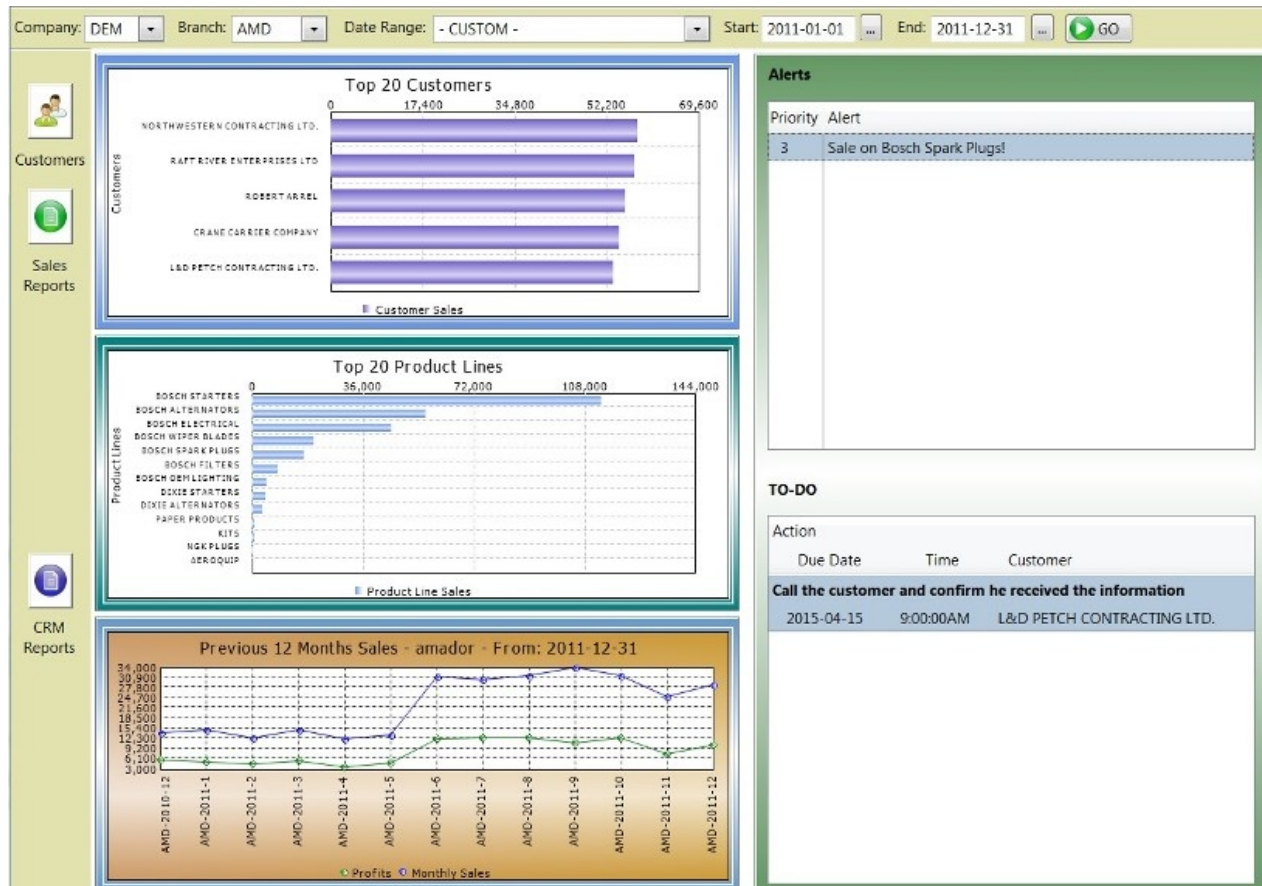 Company: DEM Branch: AMD Date Range: - CUSTOM - Start: 2011-01-01 ... End: 2011-12-31 ... GO
Customers
Sales
Reports
CRM
Reports
Top 20 Customers
0 17,400 34,800 52,200 69,600
Customers
NORTHWESTERN CONTRACTING LTD.
RAFT RIVER ENTERPRISES LTD
ROBERT ARREL
CRANE CARRIER COMPANY
L&D PETCH CONTRACTING LTD.
Customer Sales
Top 20 Product Lines
0 36,000 72,000 108,000 144,000
Product Lines
BOSCH STARTERS
BOSCH ALTERNATORS
BOSCH ELECTRICAL
BOSCH WIPER BLADES
BOSCH SPARK PLUGS
BOSCH FILTERS
BOSCH OEM LIGHTING
DIXIE STARTERS
DIXIE ALTERNATORS
PAPER PRODUCTS
KITS
NGK PLUGS
AEROQUIP
Product Line Sales
Previous 12 Months Sales - amador - From: 2011-12-31
34,000
30,900
27,800
24,700
21,600
18,500
15,400
12,300
9,200
6,100
3,000
AMD-2010-12
AMD-2011-1
AMD-2011-2
AMD-2011-3
AMD-2011-4
AMD-2011-5
AMD-2011-6
AMD-2011-7
AMD-2011-8
AMD-2011-9
AMD-2011-10
AMD-2011-11
AMD-2011-12
Profits Monthly Sales
Alerts
Priority Alert
3 Sale on Bosch Spark Plugs!
TO-DO
Action
Due Date Time Customer
Call the customer and confirm he received the information
2015-04-15 9:00:00AM L&D PETCH CONTRACTING LTD.